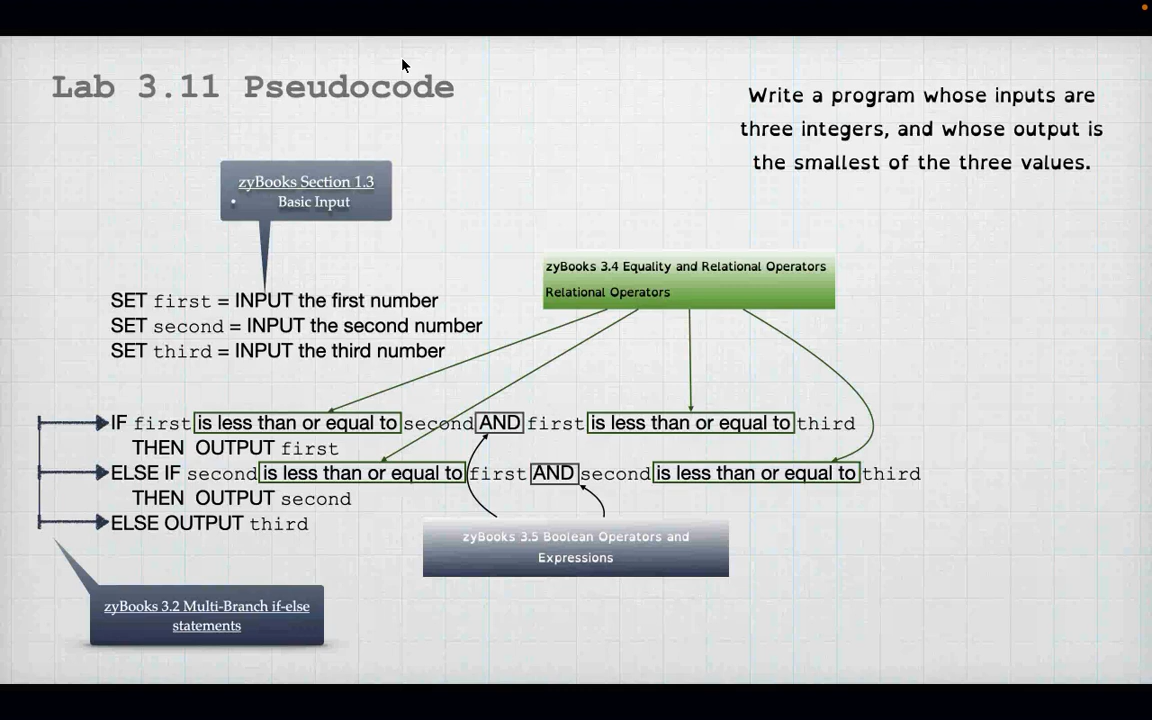 Lab 3.11 Pseudocode
Write a program whose inputs are
three integers, and whose output is
the smallest of the three values.
zyBooks Section 1.3
• Basic Input
zyBooks 3.4 Equality and Relational Operators
Relational Operators
SET first = INPUT the first number
SET second = INPUT the second number
SET third = INPUT the third number
IF first is less than or equal to second AND first is less than or equal to third
THEN OUTPUT first
ELSE IF second is less than or equal to first AND second is less than or equal to third
THEN OUTPUT second
ELSE OUTPUT third
zyBooks 3.5 Boolean Operators and
Expressions
zyBooks 3.2 Multi-Branch if-else
statements